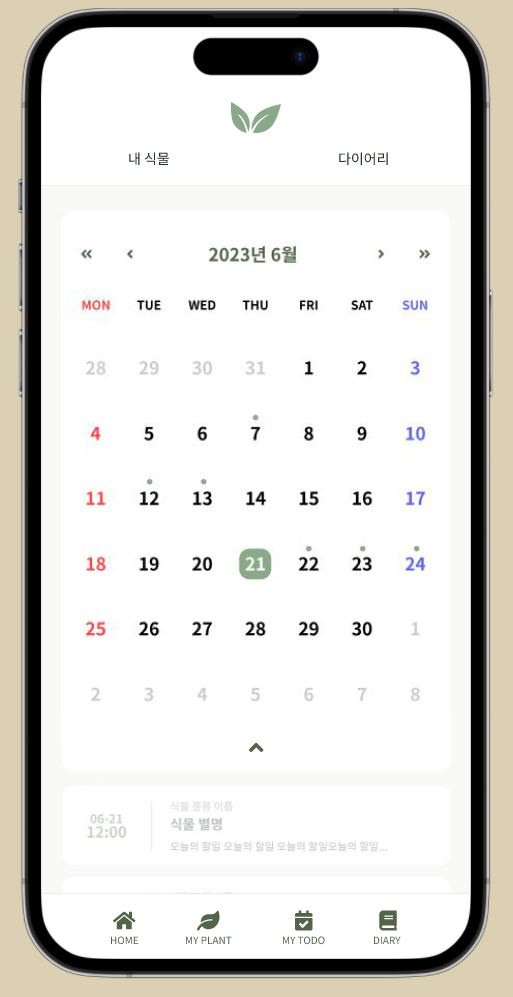 내 식물 다이어리
2023년 6월
MON TUE WED THU FRI SAT SUN
28 29 30 31 1 2 3
4 5 6 7 8 9 10
11 12 13 14 15 16 17
18 19 20 21 22 23 24
25 26 27 28 29 30 1
2 3 4 5 6 7 8
식물 종류 이름
06-21 식물 별명
12:00
오늘의 할일 오늘의 할일 오늘의 할일오늘의 할일...
HOME MY PLANT MY TODO DIARY